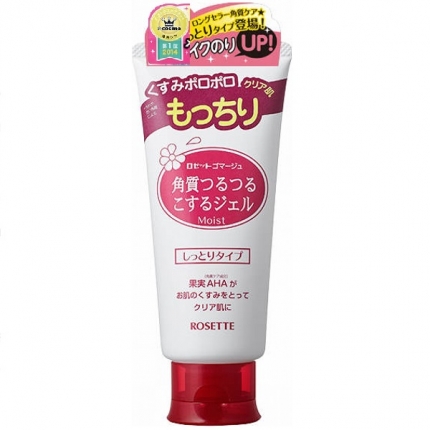 第1位
2014
ロングセラー角質ケア★
っとりタイプ登場!
イクのりUP!
くすみポロポロ クリア肌
もっちり
ロゼットゴマージュ
角質つるつる
こするジェル
Moist
しっとりタイプ
果実AHAが
お肌のくすみをとって
クリア肌に
ROSETTE